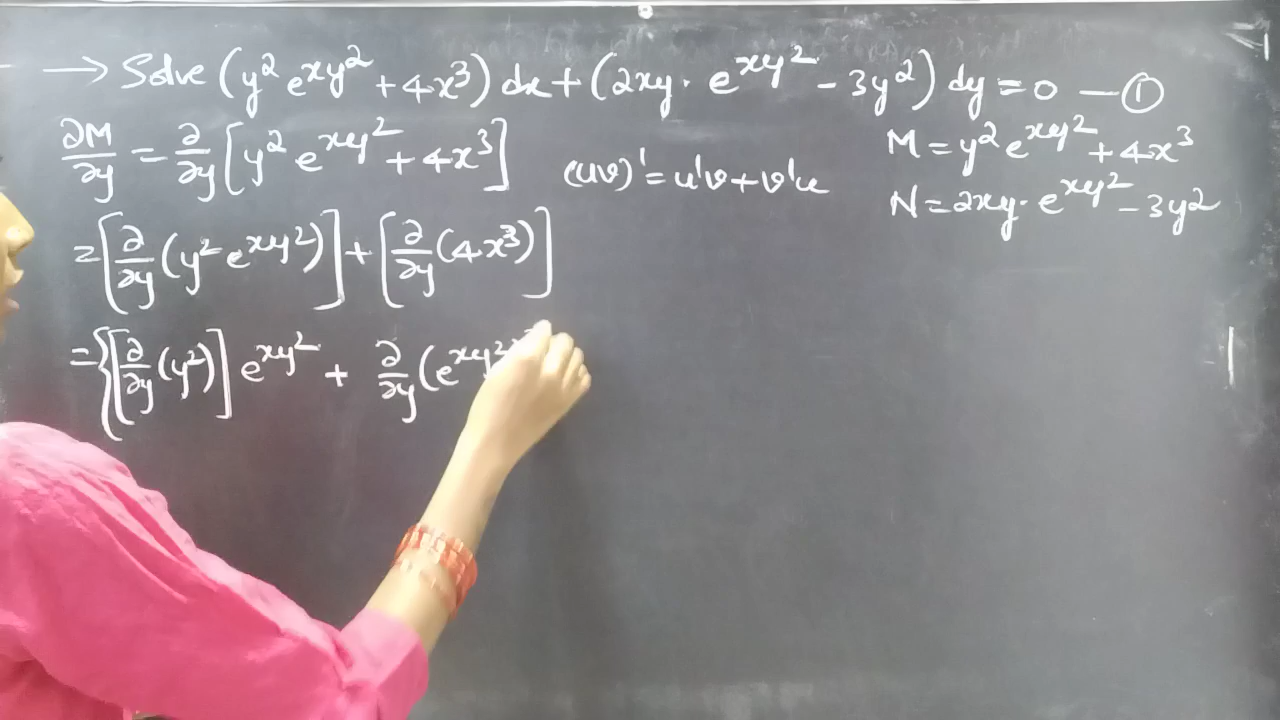 → Solve (y² e^{xy²} + 4x³) dx + (2xy · e^{xy²} - 3y²) dy = 0 — ①
∂M/∂y = ∂/∂y [y² e^{xy²} + 4x³]
(uv)' = u'v + v'u
M = y² e^{xy²} + 4x³
N = 2xy · e^{xy²} - 3y²
= [∂/∂y (y² e^{xy²})] + [∂/∂y (4x³)]
= {[∂/∂y (y²)] e^{xy²} + ∂/∂y (e^{xy²}